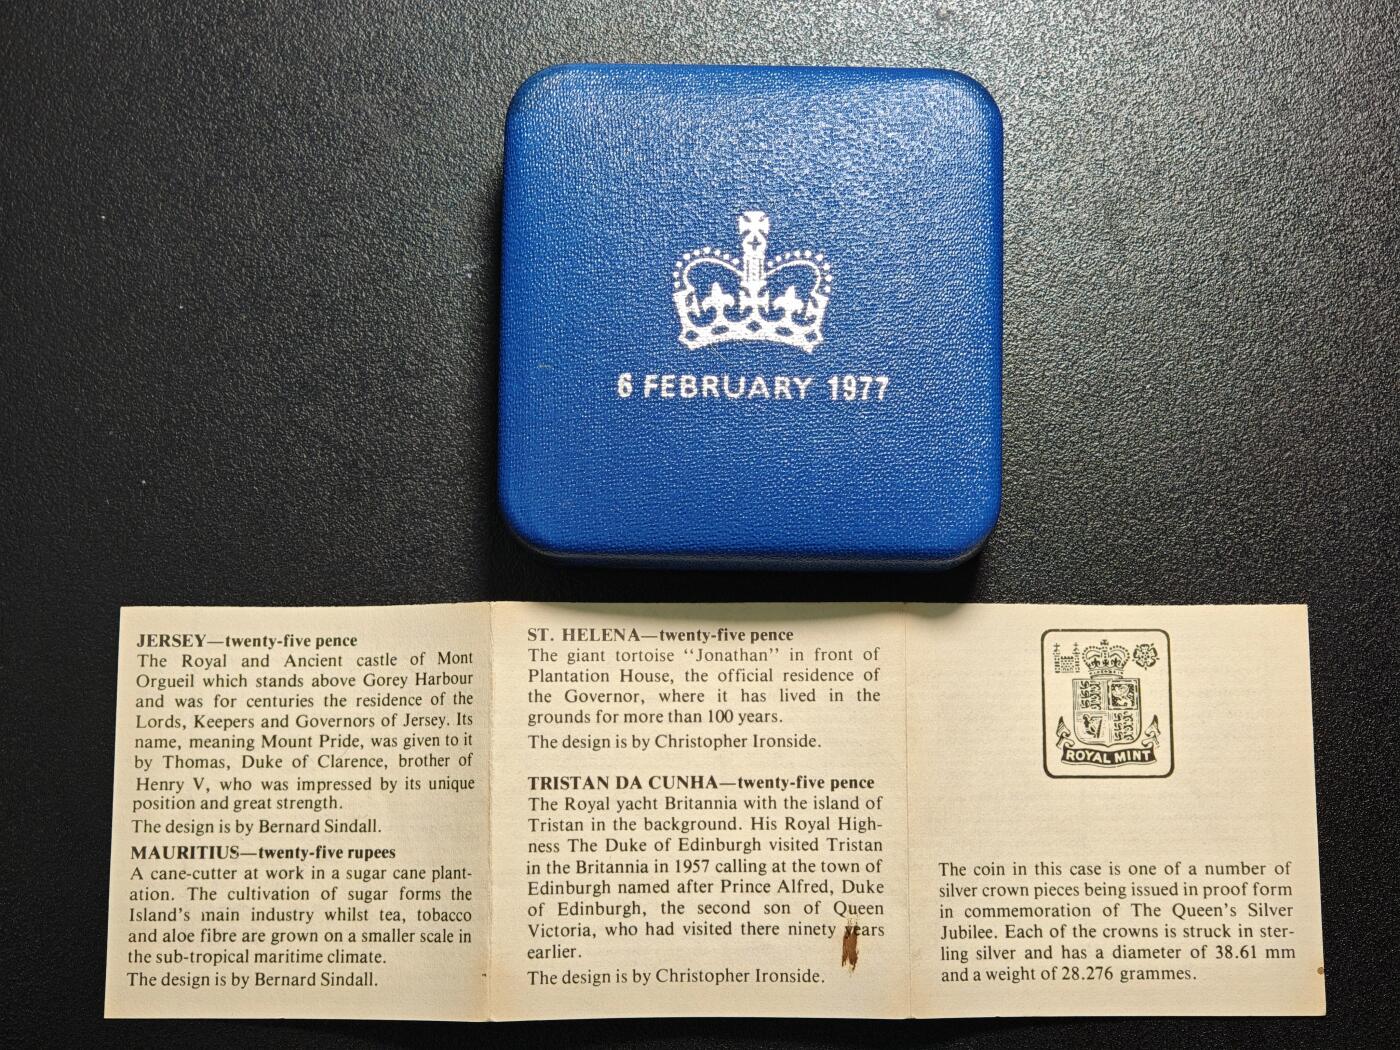 6 FEBRUARY 1977
JERSEY—twenty-five pence
The Royal and Ancient castle of Mont
Orgueil which stands above Gorey Harbour
and was for centuries the residence of the
Lords, Keepers and Governors of Jersey. Its
name, meaning Mount Pride, was given to it
by Thomas, Duke of Clarence, brother of
Henry V, who was impressed by its unique
position and great strength.
The design is by Bernard Sindall.
MAURITIUS—twenty-five rupees
A cane-cutter at work in a sugar cane plant-
ation. The cultivation of sugar forms the
Island's main industry whilst tea, tobacco
and aloe fibre are grown on a smaller scale in
the sub-tropical maritime climate.
The design is by Bernard Sindall.
ST. HELENA—twenty-five pence
The giant tortoise "Jonathan" in front of
Plantation House, the official residence of
the Governor, where it has lived in the
grounds for more than 100 years.
The design is by Christopher Ironside.
TRISTAN DA CUNHA—twenty-five pence
The Royal yacht Britannia with the island of
Tristan in the background. His Royal High-
ness The Duke of Edinburgh visited Tristan
in the Britannia in 1957 calling at the town of
Edinburgh named after Prince Alfred, Duke
of Edinburgh, the second son of Queen
Victoria, who had visited there ninety years
earlier.
The design is by Christopher Ironside.
ROYAL MINT
The coin in this case is one of a number of
silver crown pieces being issued in proof form
in commemoration of The Queen's Silver
Jubilee. Each of the crowns is struck in ster-
ling silver and has a diameter of 38.61 mm
and a weight of 28.276 grammes.